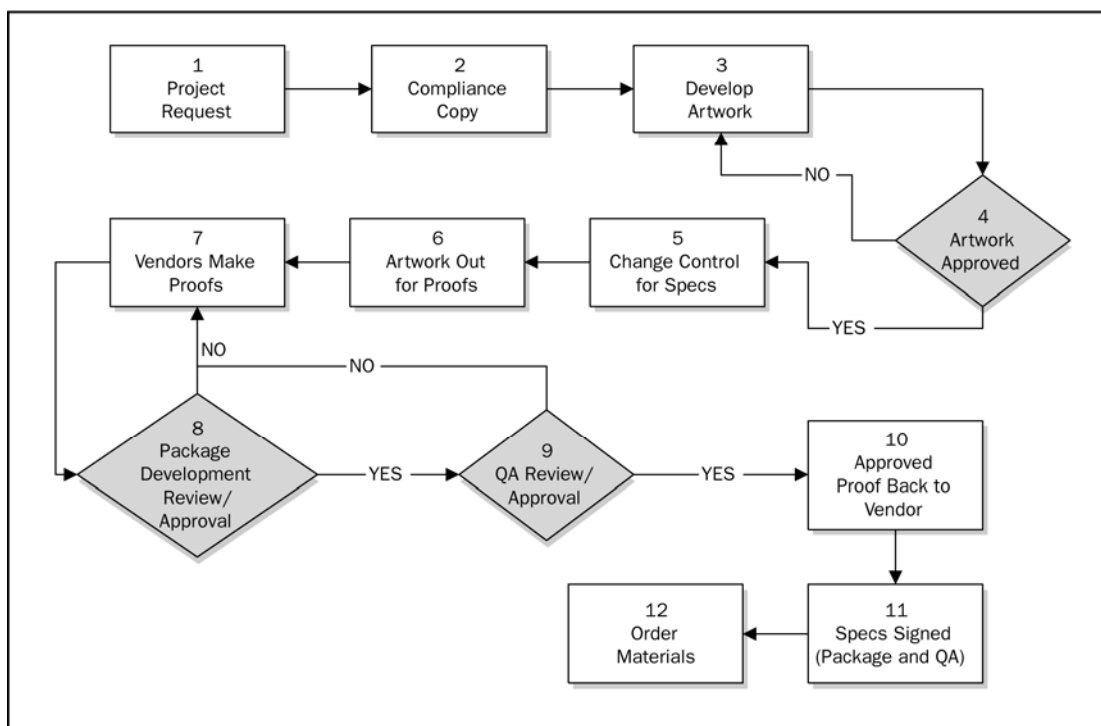 1
Project
Request
2
Compliance
Copy
3
Develop
Artwork
NO
4
Artwork
Approved
7
Vendors Make
Proofs
6
Artwork Out
for Proofs
5
Change Control
for Specs
YES
NO
NO
8
Package
Development
Review/
Approval
YES
9
QA Review/
Approval
YES
10
Approved
Proof Back to
Vendor
12
Order
Materials
11
Specs Signed
(Package and QA)